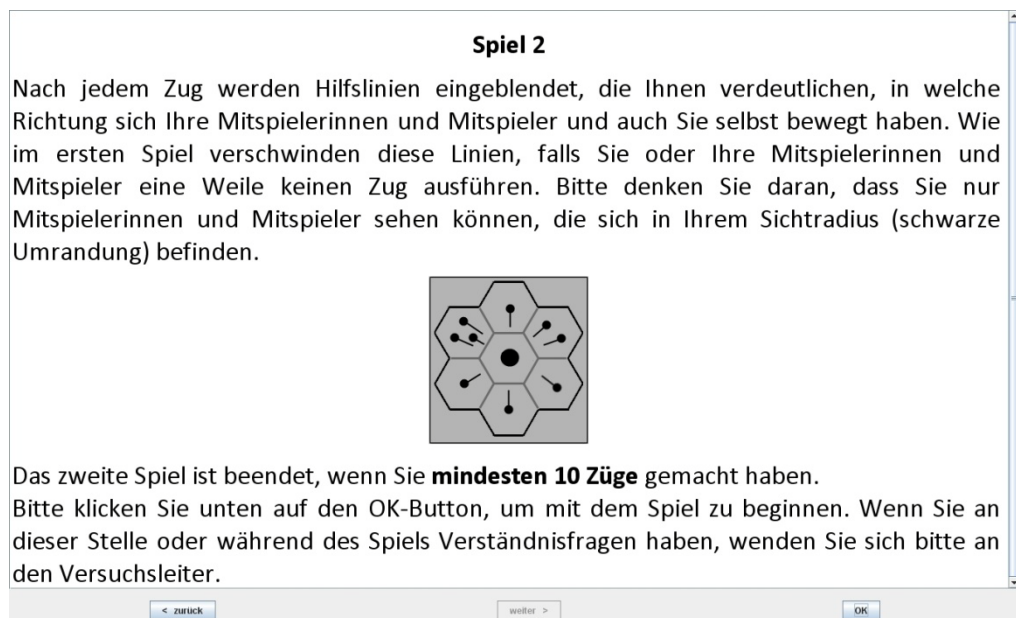 Spiel 2
Nach jedem Zug werden Hilfslinien eingeblendet, die Ihnen verdeutlichen, in welche
Richtung sich Ihre Mitspielerinnen und Mitspieler und auch Sie selbst bewegt haben. Wie
im ersten Spiel verschwinden diese Linien, falls Sie oder Ihre Mitspielerinnen und
Mitspieler eine Weile keinen Zug ausführen. Bitte denken Sie daran, dass Sie nur
Mitspielerinnen und Mitspieler sehen können, die sich in Ihrem Sichtradius (schwarze
Umrandung) befinden.
Das zweite Spiel ist beendet, wenn Sie mindesten 10 Züge gemacht haben.
Bitte klicken Sie unten auf den OK-Button, um mit dem Spiel zu beginnen. Wenn Sie an
dieser Stelle oder während des Spiels Verständnisfragen haben, wenden Sie sich bitte an
den Versuchsleiter.
< zurück weiter > OK